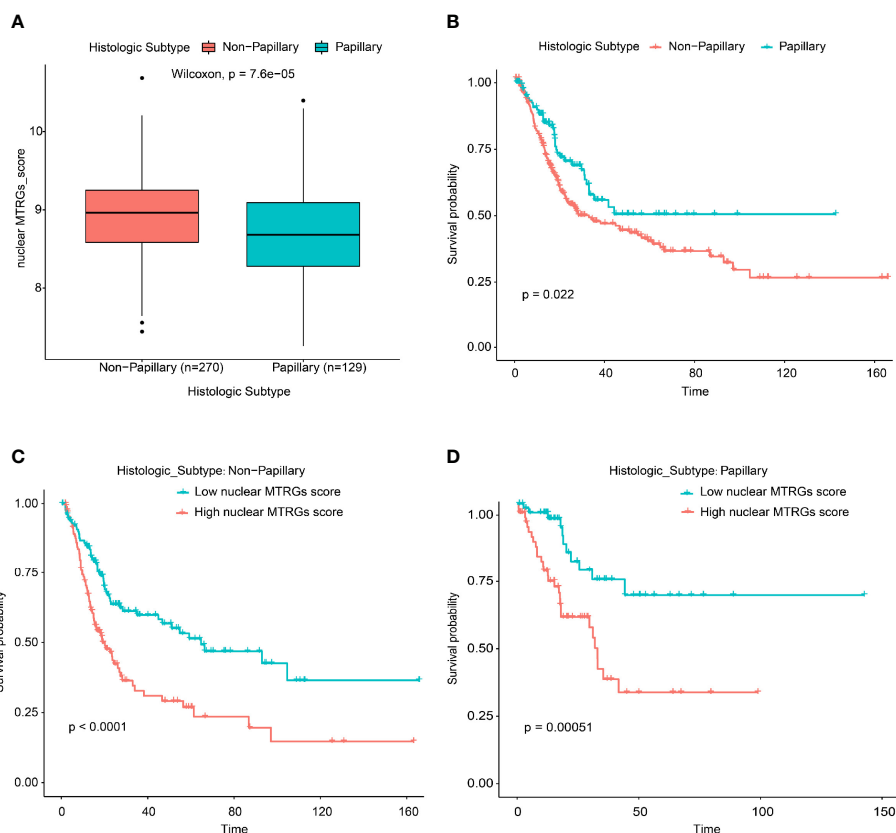 A
Histologic Subtype Non−Papillary Papillary
Wilcoxon, p = 7.6e−05
nuclear MTRGs_score
10
9
8
Non−Papillary (n=270) Papillary (n=129)
Histologic Subtype
B
Histologic Subtype Non−Papillary Papillary
Survival probability
1.00
0.75
0.50
0.25
0.00
p = 0.022
0 40 80 120 160
Time
C
Histologic_Subtype: Non−Papillary
Low nuclear MTRGs score
High nuclear MTRGs score
Survival probability
1.00
0.75
0.50
0.25
0.00
p < 0.0001
0 40 80 120 160
Time
D
Histologic_Subtype: Papillary
Low nuclear MTRGs score
High nuclear MTRGs score
Survival probability
1.00
0.75
0.50
0.25
0.00
p = 0.00051
0 50 100 150
Time